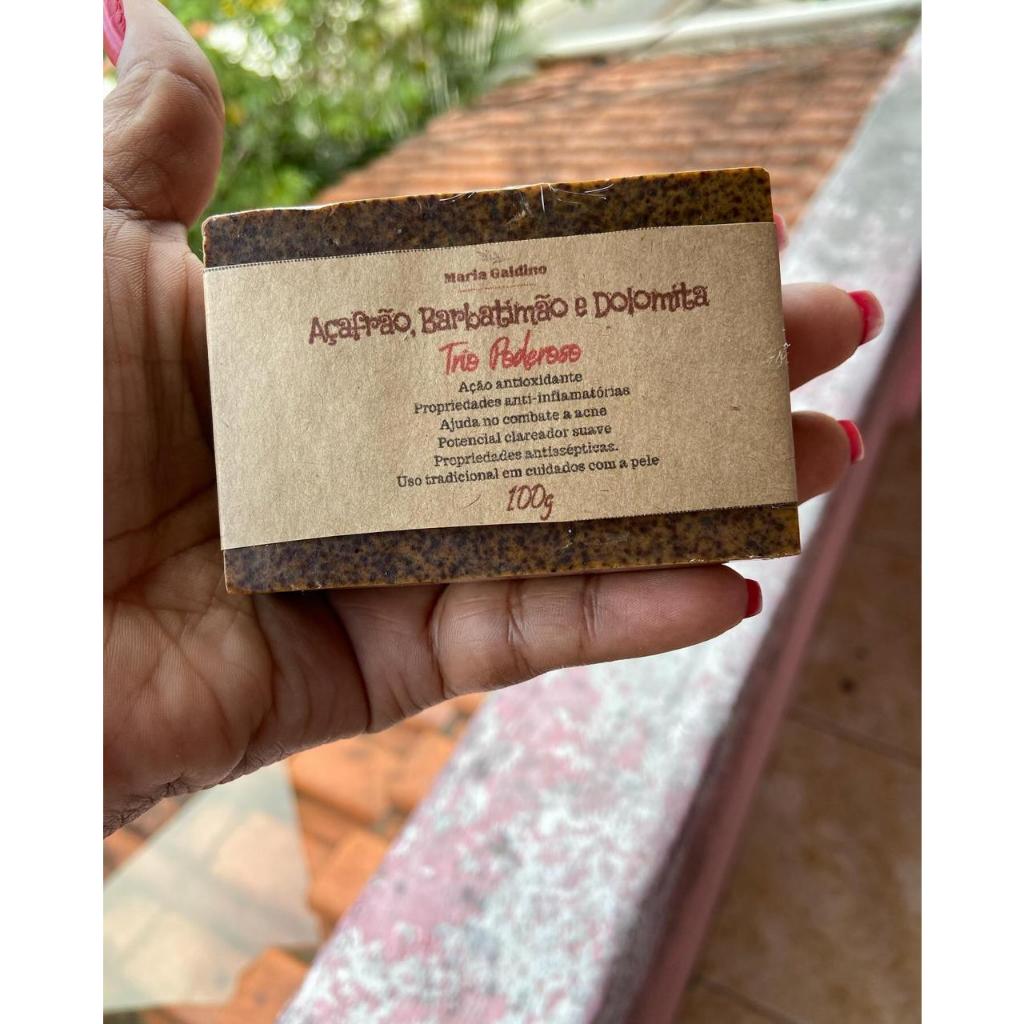 Maria Galdino
Açafrão, Barbatimão e Dolomita
Trio Poderoso
Ação antioxidante
Propriedades anti-inflamatórias
Ajuda no combate a acne
Potencial clareador suave
Propriedades antissépticas.
Uso tradicional em cuidados com a pele
100g